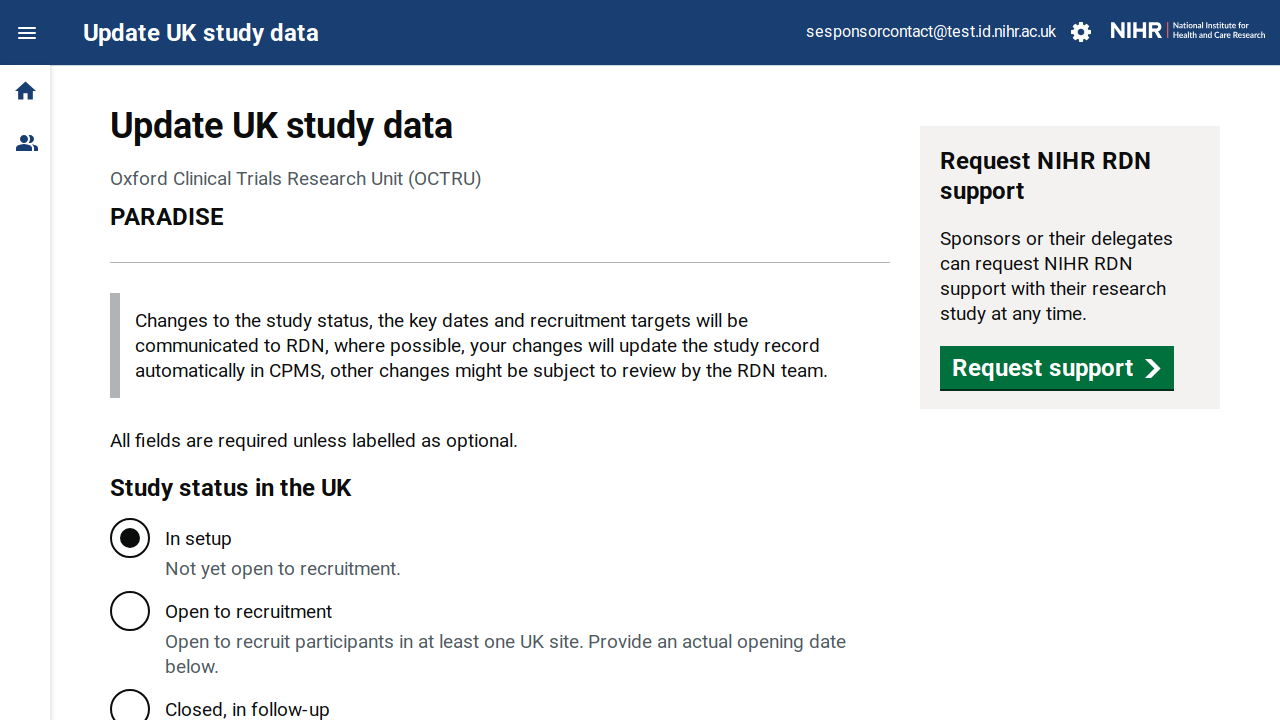 Update UK study data
sesponsorcontact@test.id.nihr.ac.uk
NIHR | National Institute for
Health and Care Research
Update UK study data
Oxford Clinical Trials Research Unit (OCTRU)
PARADISE
Changes to the study status, the key dates and recruitment targets will be
communicated to RDN, where possible, your changes will update the study record
automatically in CPMS, other changes might be subject to review by the RDN team.
All fields are required unless labelled as optional.
Study status in the UK
In setup
Not yet open to recruitment.
Open to recruitment
Open to recruit participants in at least one UK site. Provide an actual opening date
below.
Closed, in follow-up
Request NIHR RDN
support
Sponsors or their delegates
can request NIHR RDN
support with their research
study at any time.
Request support